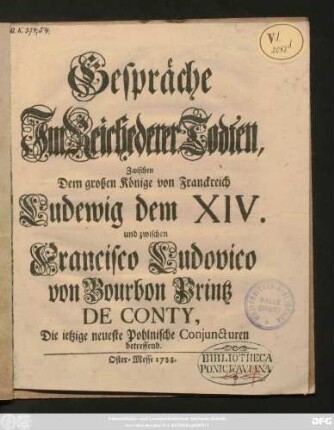 Gespräche
Im Reiche derer Todten,
Zwischen
Dem großen Könige von Franckreich
Ludewig dem XIV.
und zwischen
Francisco Ludovico
von Bourbon Printz
DE CONTY,
Die ietzige neueste Pohlnische Conjuncturen
betreffend.
Oster-Messe 1733.
BIBLIOTHECA
PONICKAVIANA